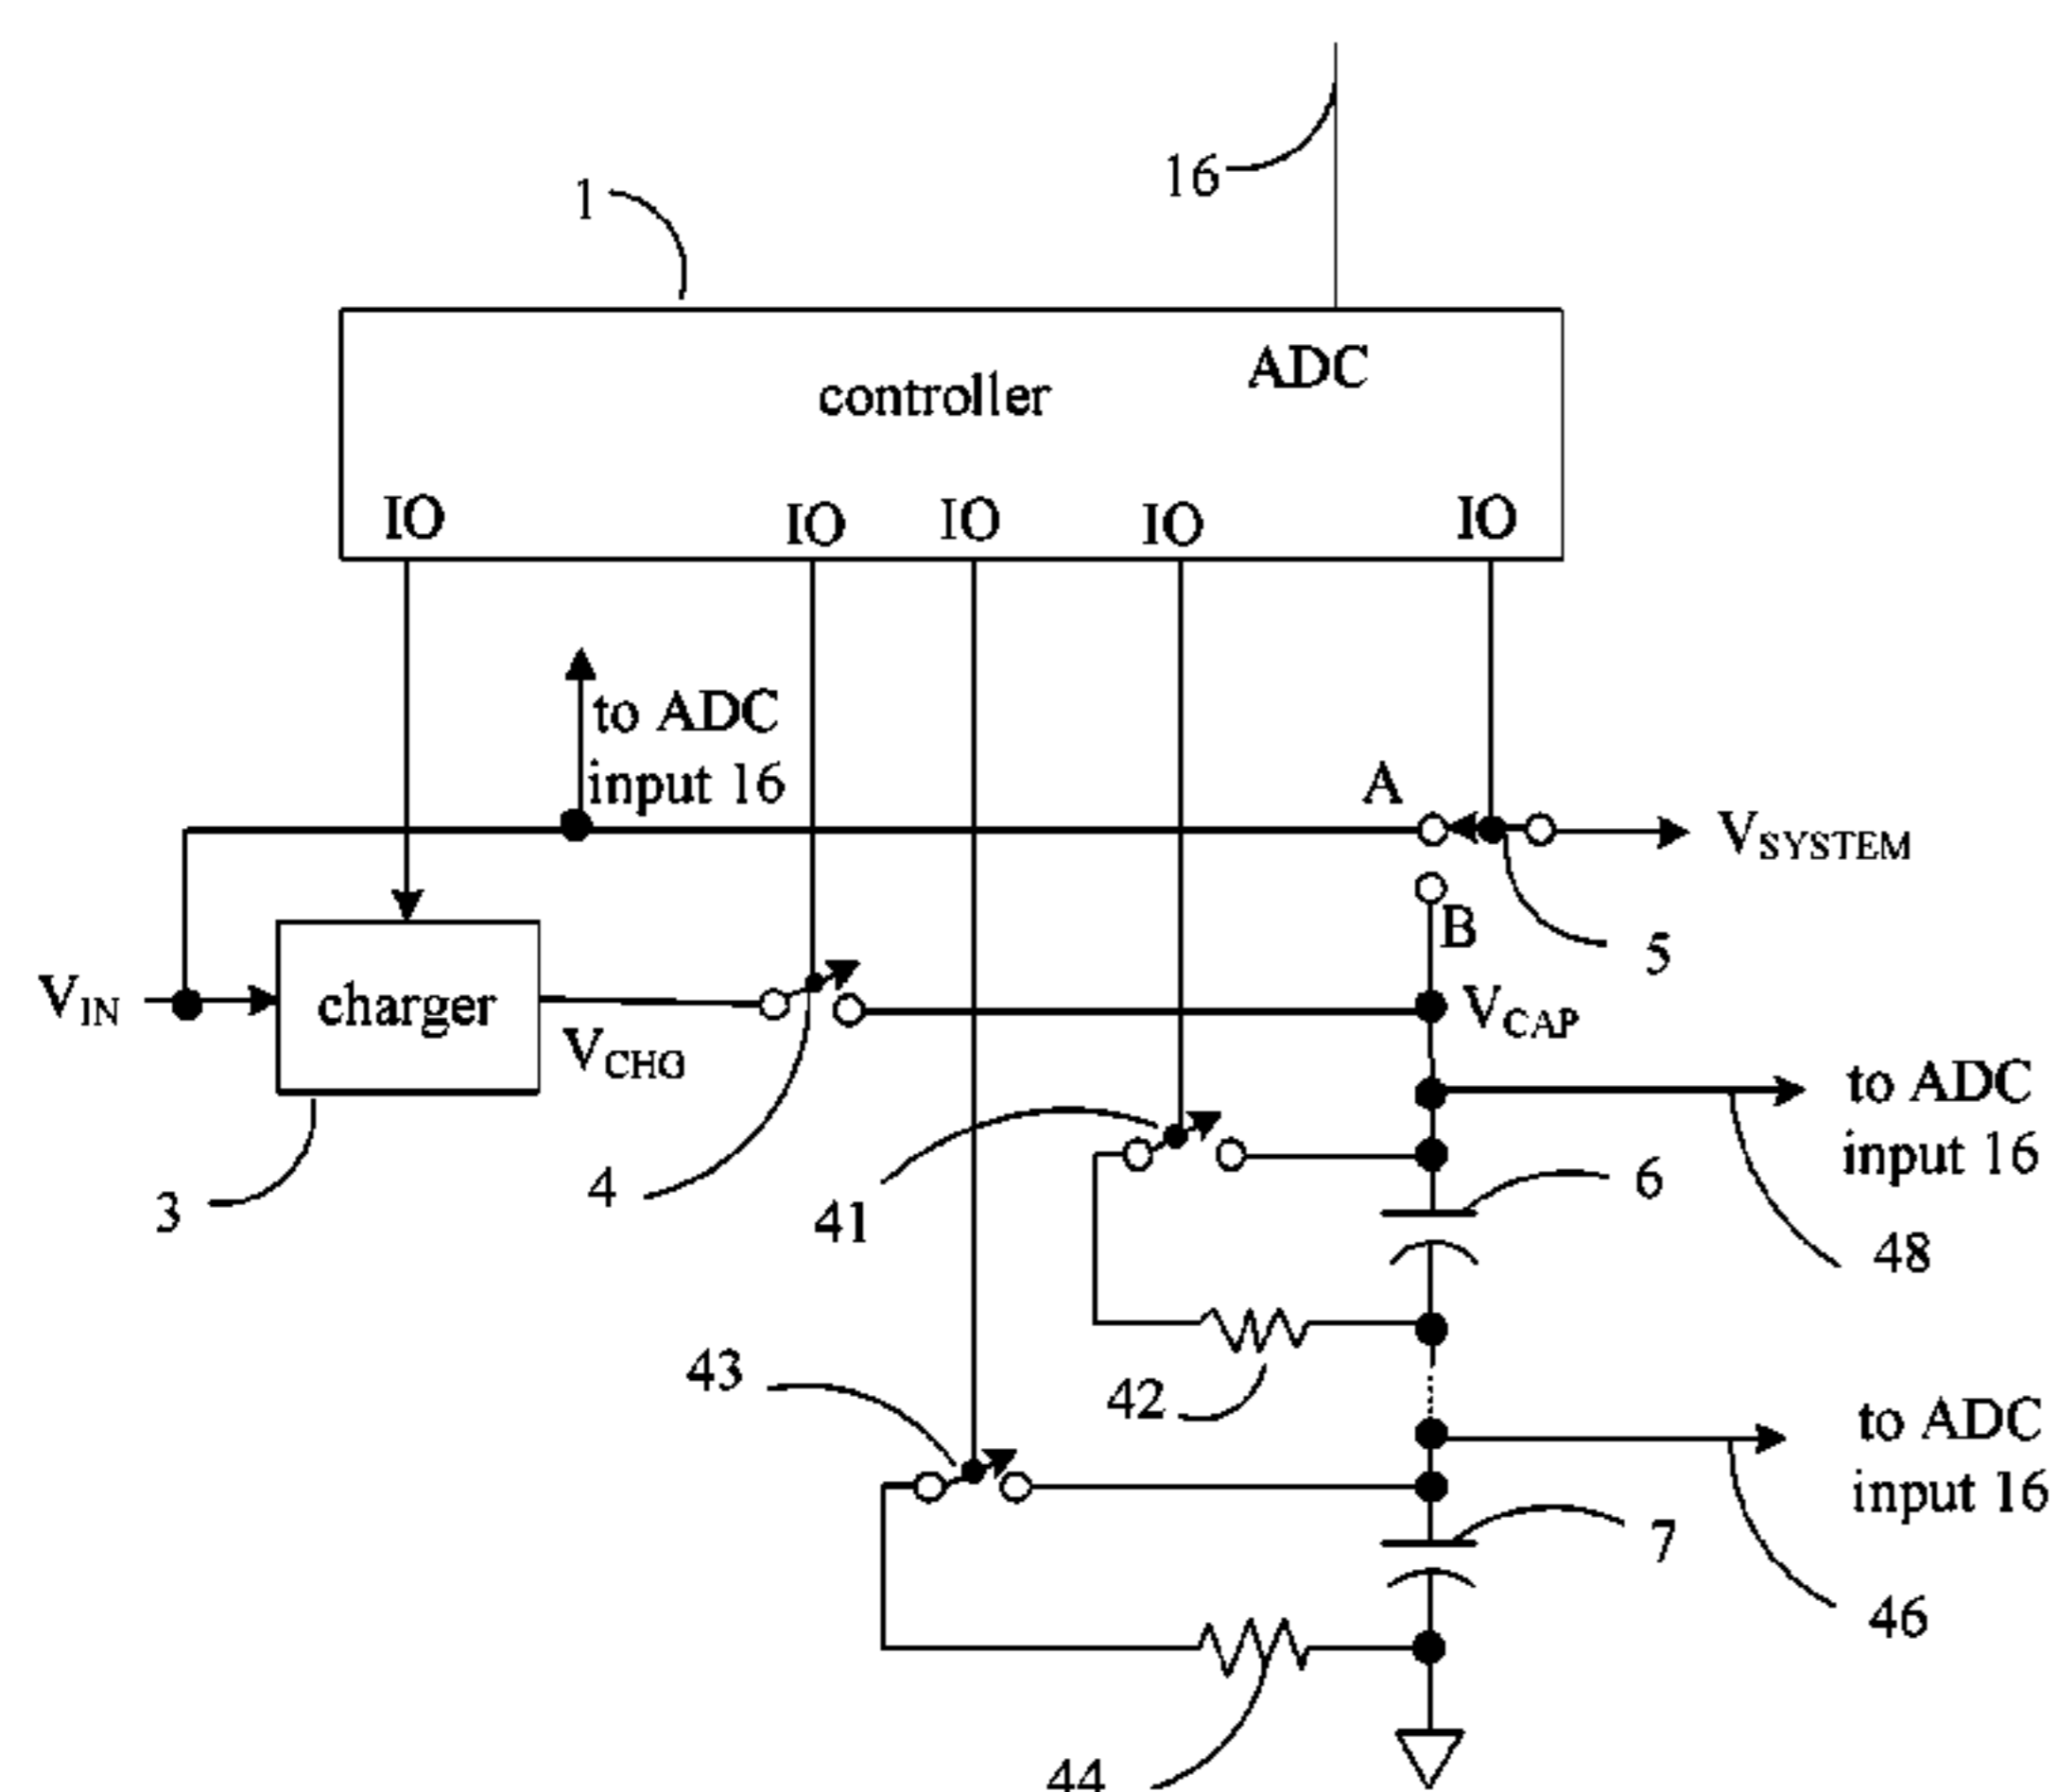 16
1
ADC
controller
IO IO IO IO IO
to ADC
input 16
A
VSYSTEM
B
5
VIN
charger
VCHG
VCAP
to ADC
input 16
3
4
41
6
48
43
42
to ADC
input 16
7
46
44